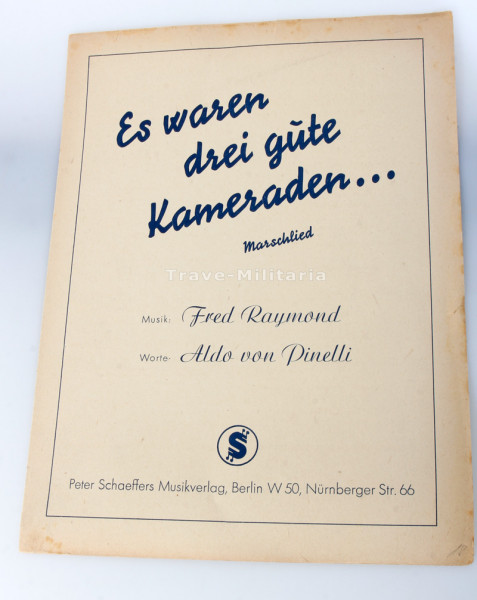 Es waren
drei gute
Kameraden...
Marschlied
Trave-Militaria
Musik: Fred Raymond
Worte- Aldo von Pinelli
S
Peter Schaeffers Musikverlag, Berlin W 50, Nürnberger Str. 66